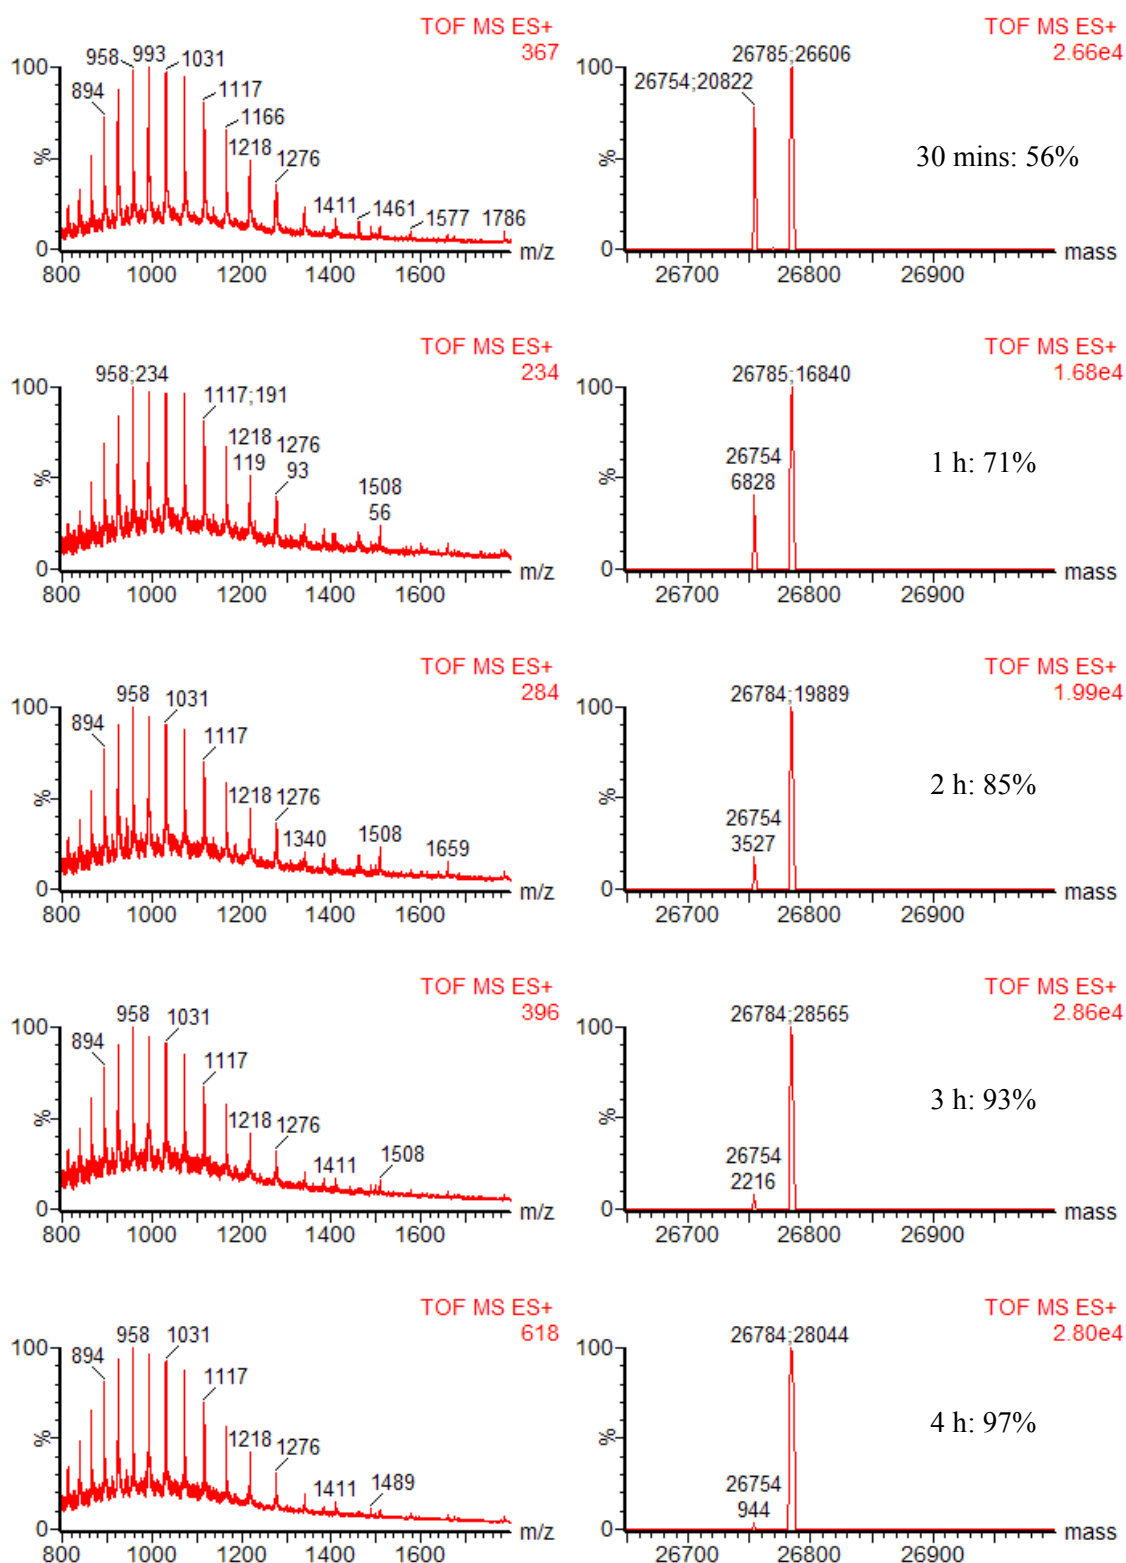 TOF MS ES+
367
958 993 1031
894
1117
1166
1218
1276
1411 1461 1577 1786
100
%
0
800 1000 1200 1400 1600 m/z
TOF MS ES+
2.66e4
26785;26606
26754;20822
100
%
0
26700 26800 26900 mass
30 mins: 56%
TOF MS ES+
234
958;234
1117;191
1218 1276
119 93
1508
56
100
%
0
800 1000 1200 1400 1600 m/z
TOF MS ES+
1.68e4
26785;16840
26754
6828
100
%
0
26700 26800 26900 mass
1 h: 71%
TOF MS ES+
284
958 1031
894
1117
1218 1276
1340 1508 1659
100
%
0
800 1000 1200 1400 1600 m/z
TOF MS ES+
1.99e4
26784;19889
26754
3527
100
%
0
26700 26800 26900 mass
2 h: 85%
TOF MS ES+
396
958 1031
894
1117
1218 1276
1411 1508
100
%
0
800 1000 1200 1400 1600 m/z
TOF MS ES+
2.86e4
26784;28565
26754
2216
100
%
0
26700 26800 26900 mass
3 h: 93%
TOF MS ES+
618
958 1031
894
1117
1218 1276
1411 1489
100
%
0
800 1000 1200 1400 1600 m/z
TOF MS ES+
2.80e4
26784;28044
26754
944
100
%
0
26700 26800 26900 mass
4 h: 97%